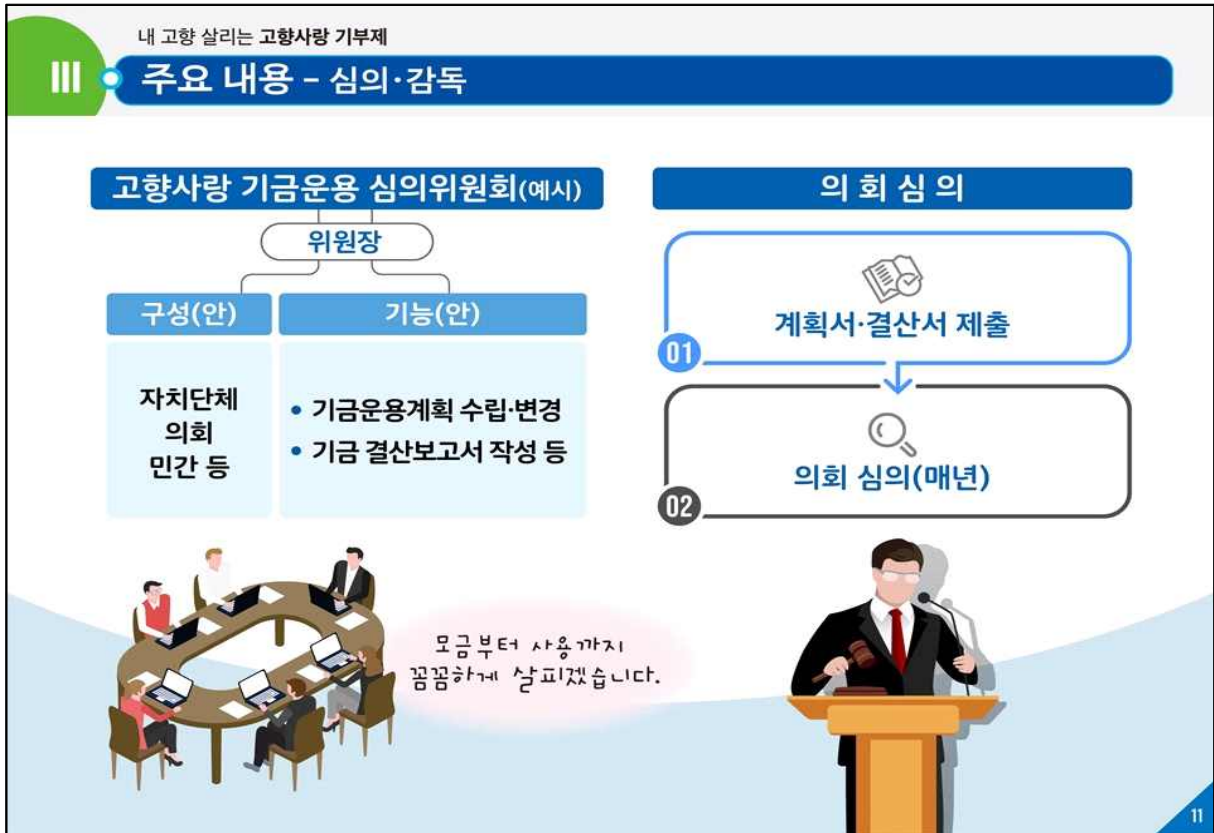 내 고향 살리는 고향사랑 기부제
III
주요 내용 - 심의·감독
고향사랑 기금운용 심의위원회(예시)
위원장
구성(안)
기능(안)
자치단체
의회
민간 등
• 기금운용계획 수립·변경
• 기금 결산보고서 작성 등
의 회 심 의
계획서·결산서 제출
01
의회 심의(매년)
02
모금부터 사용까지
꼼꼼하게 살피겠습니다.
11